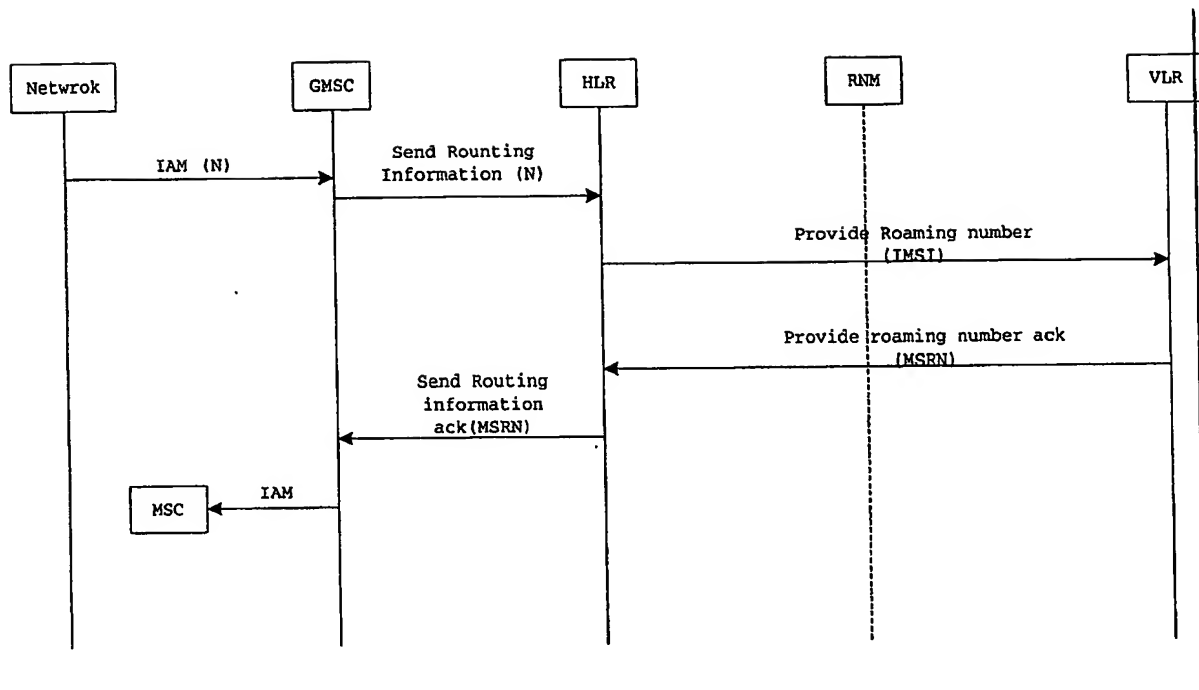 Netwrok
GMSC
HLR
RNM
VLR
IAM (N)
Send Rounting
Information (N)
Provide Roaming number
(IMSI)
Provide roaming number ack
(MSRN)
Send Routing
information
ack(MSRN)
MSC
IAM